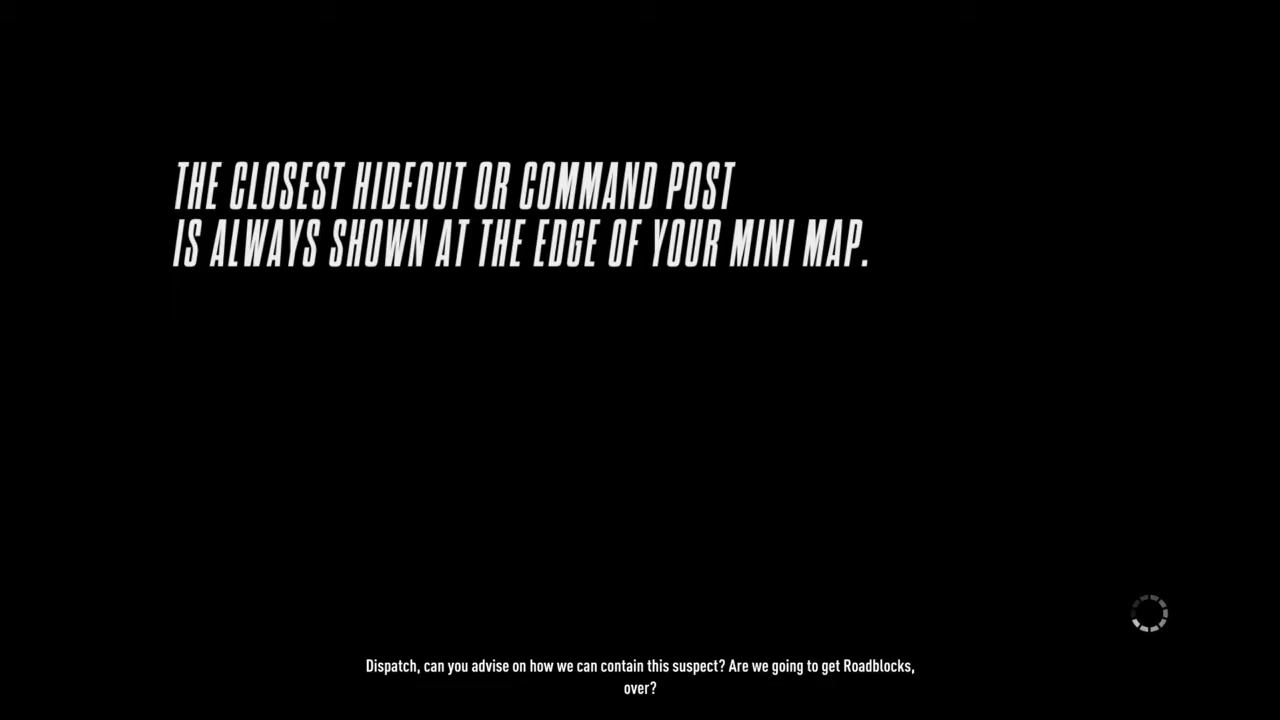 THE CLOSEST HIDEOUT OR COMMAND POST
IS ALWAYS SHOWN AT THE EDGE OF YOUR MINI MAP.
Dispatch, can you advise on how we can contain this suspect? Are we going to get Roadblocks,
over?